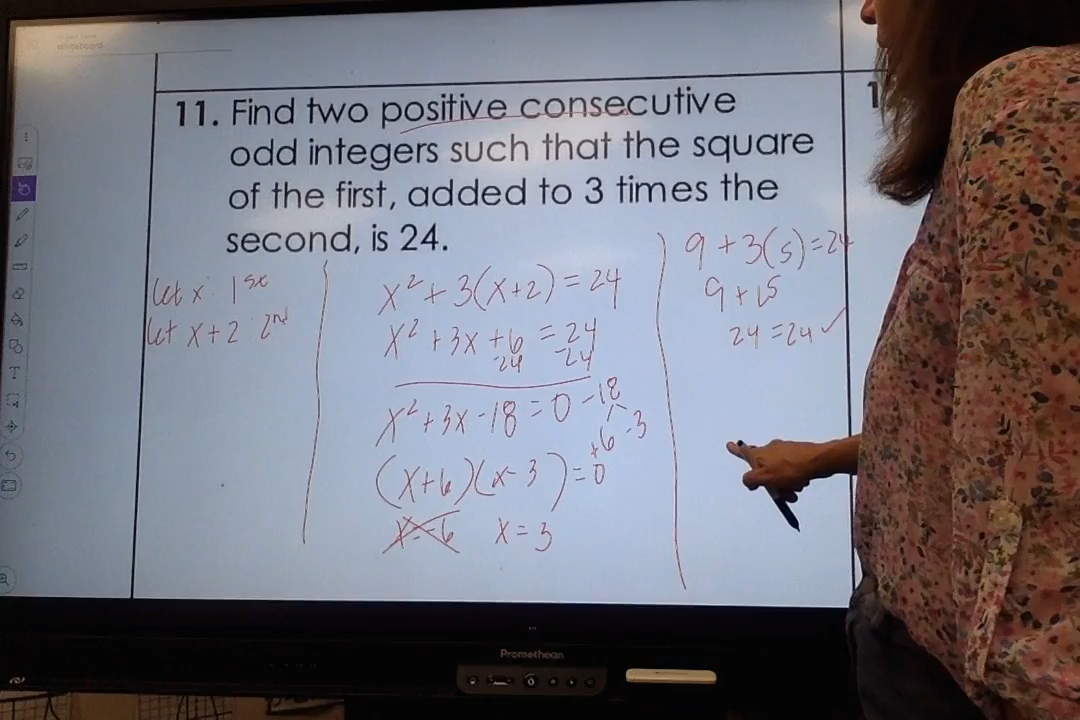 Whiteboard
11. Find two positive consecutive
odd integers such that the square
of the first, added to 3 times the
second, is 24.
let x: 1st
let x+2 2nd
x² + 3(x+2) = 24
x² + 3x + 6 = 24
-24 -24
x² + 3x - 18 = 0
-18
+6 -3
(x+6)(x-3) = 0
x=-6 x = 3
9 + 3(5) = 24
9 + 15
24 = 24 ✓
1
T
Promethean